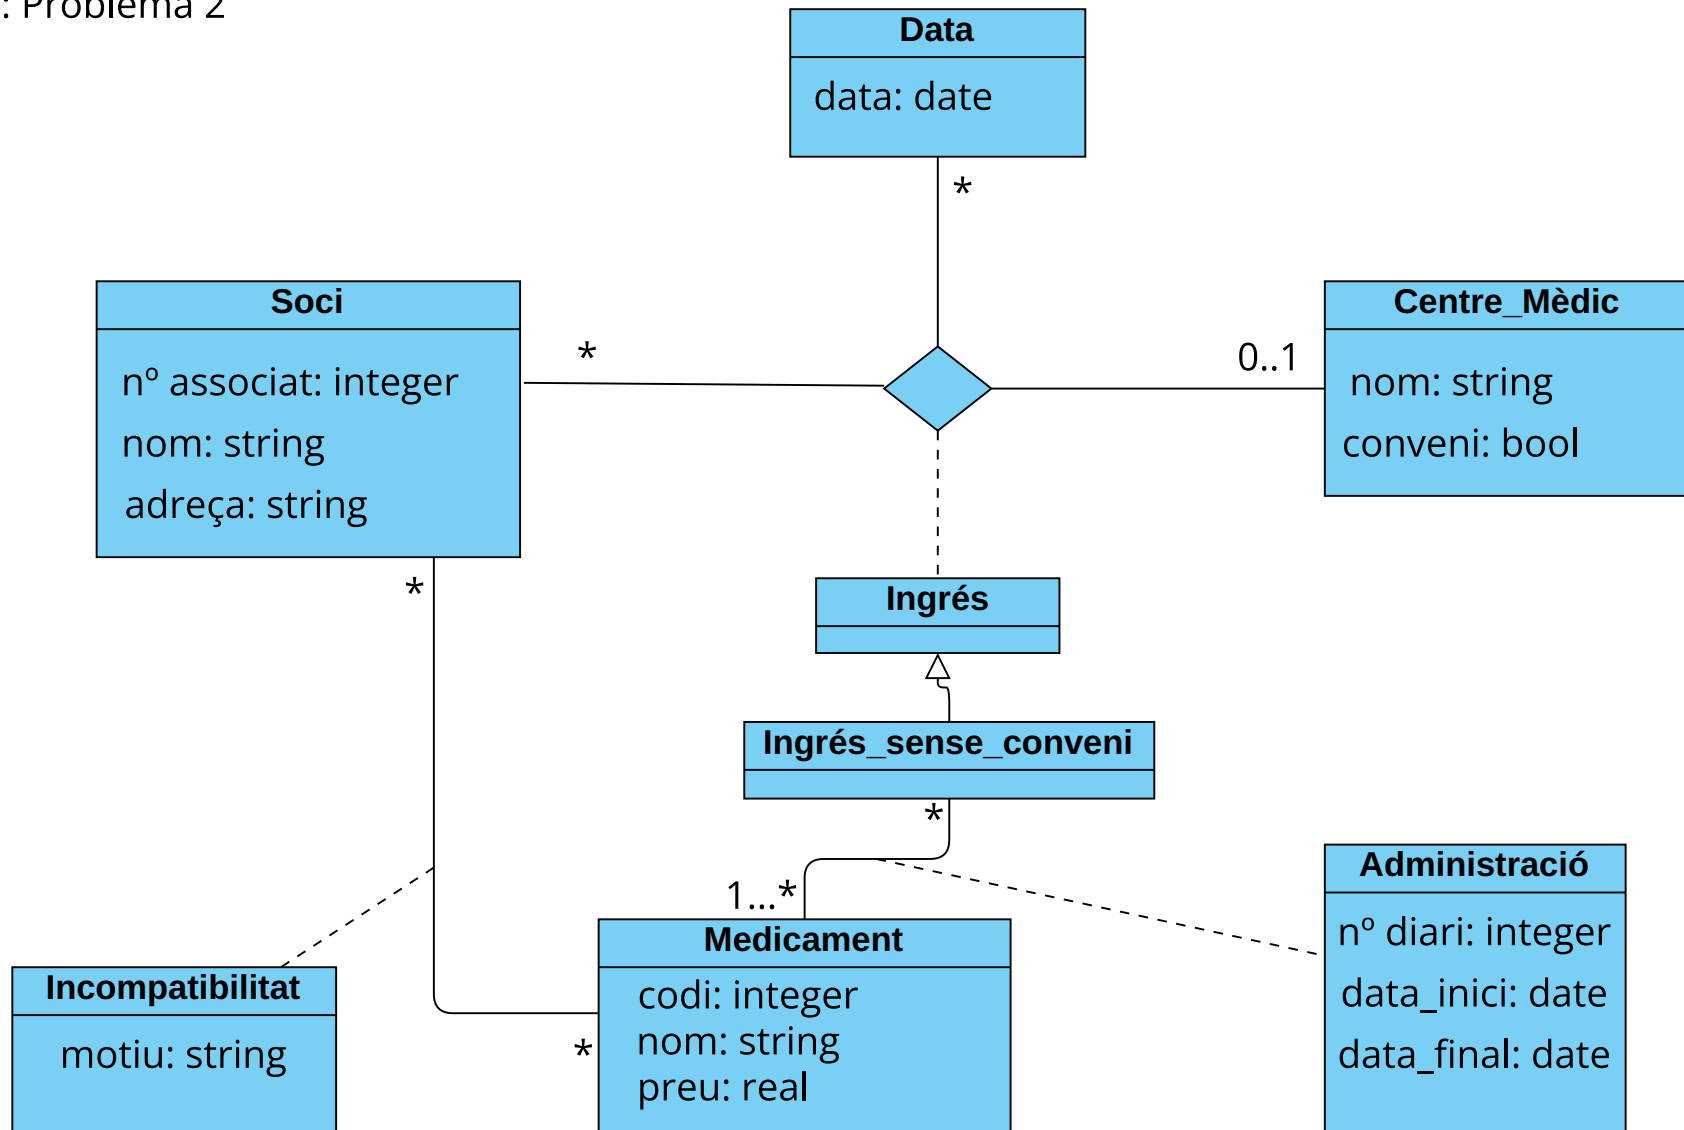 : Problema 2
Data
data: date
*
Soci
nº associat: integer
nom: string
adreça: string
*
0..1
Centre_Mèdic
nom: string
conveni: bool
*
Ingrés
Ingrés_sense_conveni
*
1...*
Administració
nº diari: integer
data_inici: date
data_final: date
Medicament
codi: integer
nom: string
preu: real
*
Incompatibilitat
motiu: string